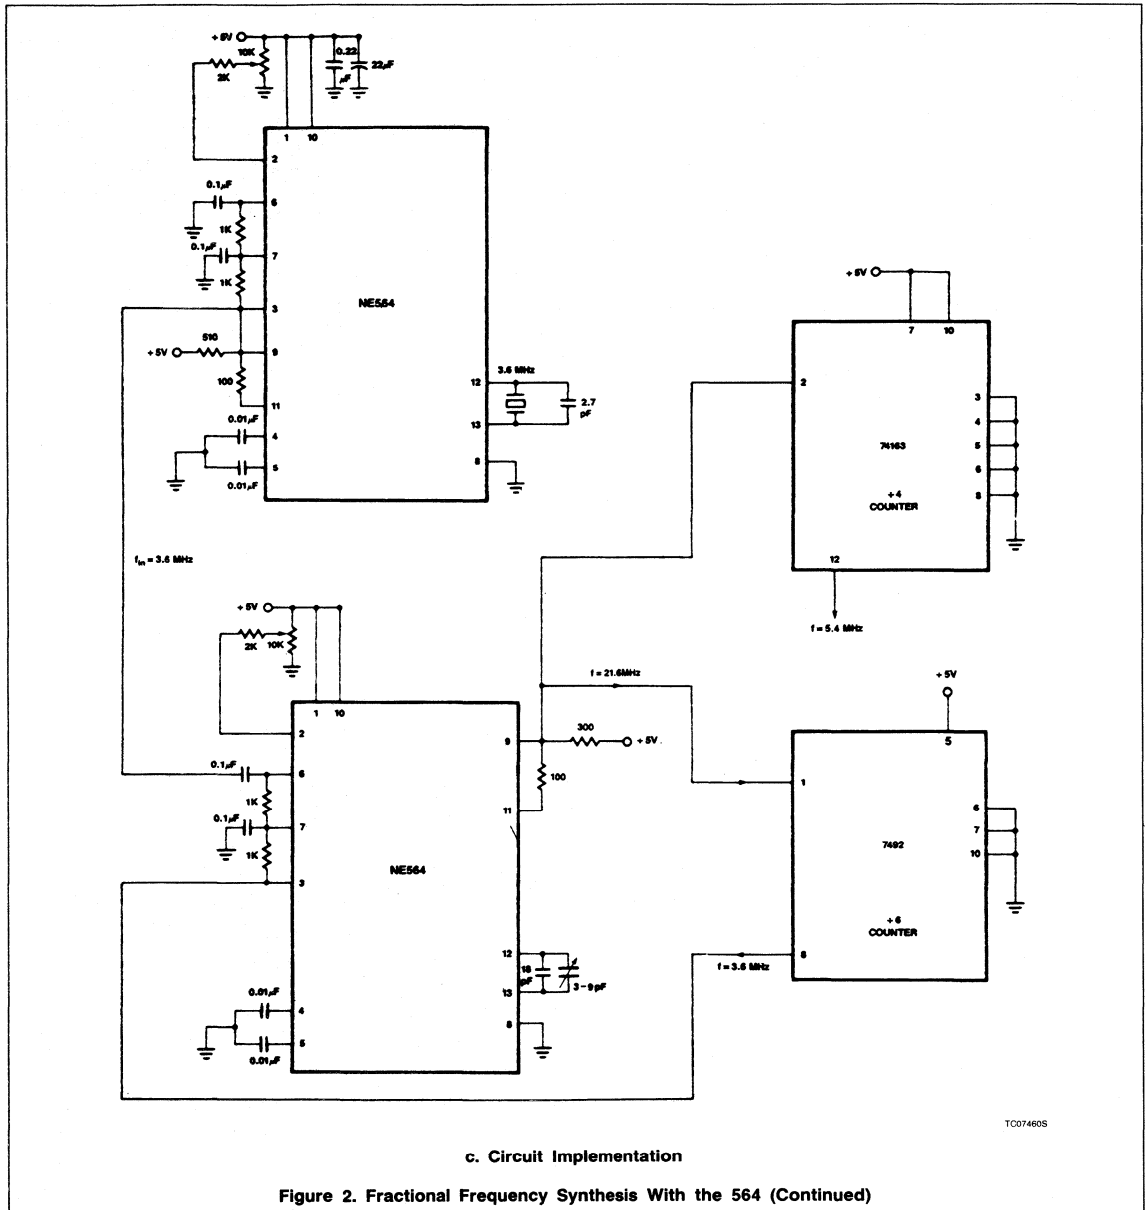 +5V
10K
2K
0.22
µF
22µF
1 10
2
0.1µF
6
1K
0.1µF
7
1K
3
NE564
510
+5V
9
100
11
0.01µF
4
5
0.01µF
12
3.6 MHz
2.7
pF
13
8
+5V
7 10
2
3
4
74163
5
6
÷4
COUNTER
8
12
f = 5.4 MHz
fin = 3.6 MHz
+5V
2K
10K
1 10
2
0.1µF
6
1K
0.1µF
7
1K
3
NE564
9
300
+5V
100
11
f = 21.6MHz
12
18
pF
3-9pF
13
0.01µF
4
5
0.01µF
8
+5V
5
1
6
7
7492
10
÷6
COUNTER
8
f = 3.6 MHz
TC07460S
c. Circuit Implementation
Figure 2. Fractional Frequency Synthesis With the 564 (Continued)